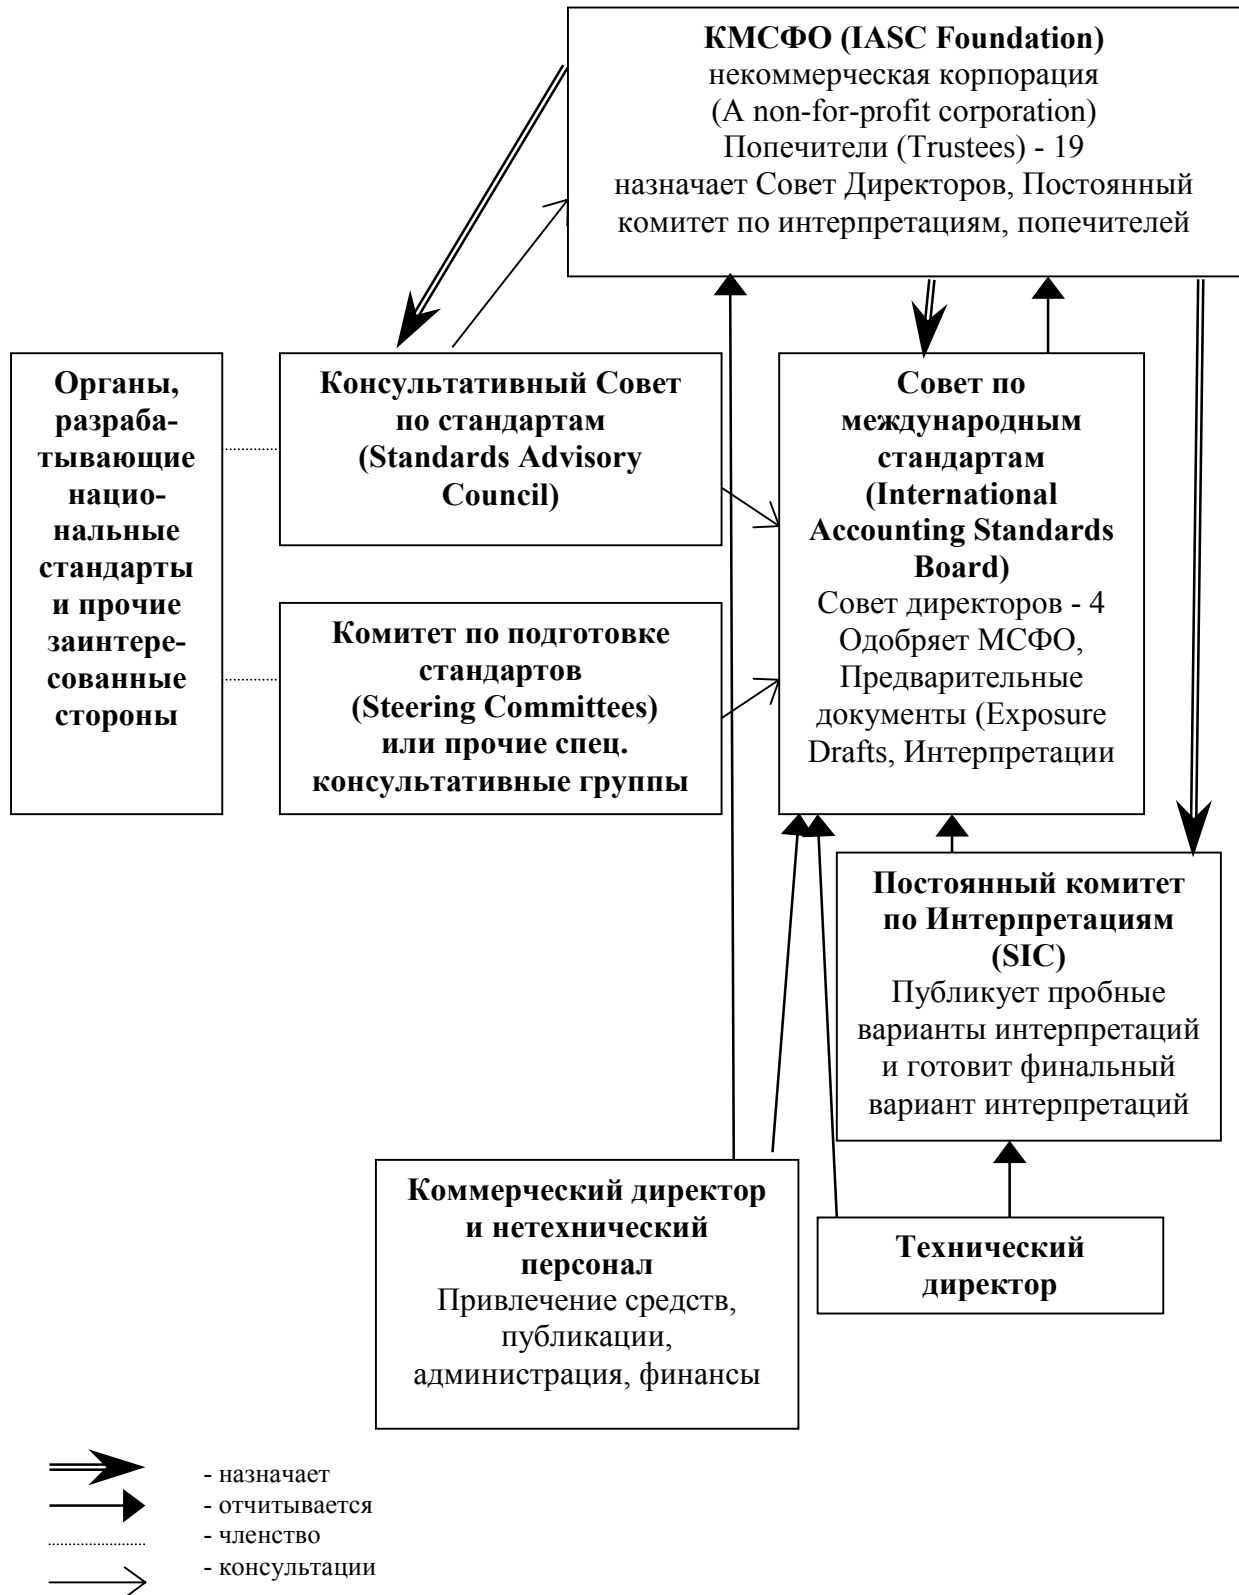 КМСФО (IASC Foundation)
некоммерческая корпорация
(A non-for-profit corporation)
Попечители (Trustees) - 19
назначает Совет Директоров, Постоянный
комитет по интерпретациям, попечителей
Органы,
разраба-
тывающие
нацио-
нальные
стандарты
и прочие
заинтере-
сованные
стороны
Консультативный Совет
по стандартам
(Standards Advisory
Council)
Комитет по подготовке
стандартов
(Steering Committees)
или прочие спец.
консультативные группы
Совет по
международным
стандартам
(International
Accounting Standards
Board)
Совет директоров - 4
Одобряет МСФО,
Предварительные
документы (Exposure
Drafts, Интерпретации
Постоянный комитет
по Интерпретациям
(SIC)
Публикует пробные
варианты интерпретаций
и готовит финальный
вариант интерпретаций
Коммерческий директор
и нетехнический
персонал
Привлечение средств,
публикации,
администрация, финансы
Технический
директор
- назначает
- отчитывается
- членство
- консультации